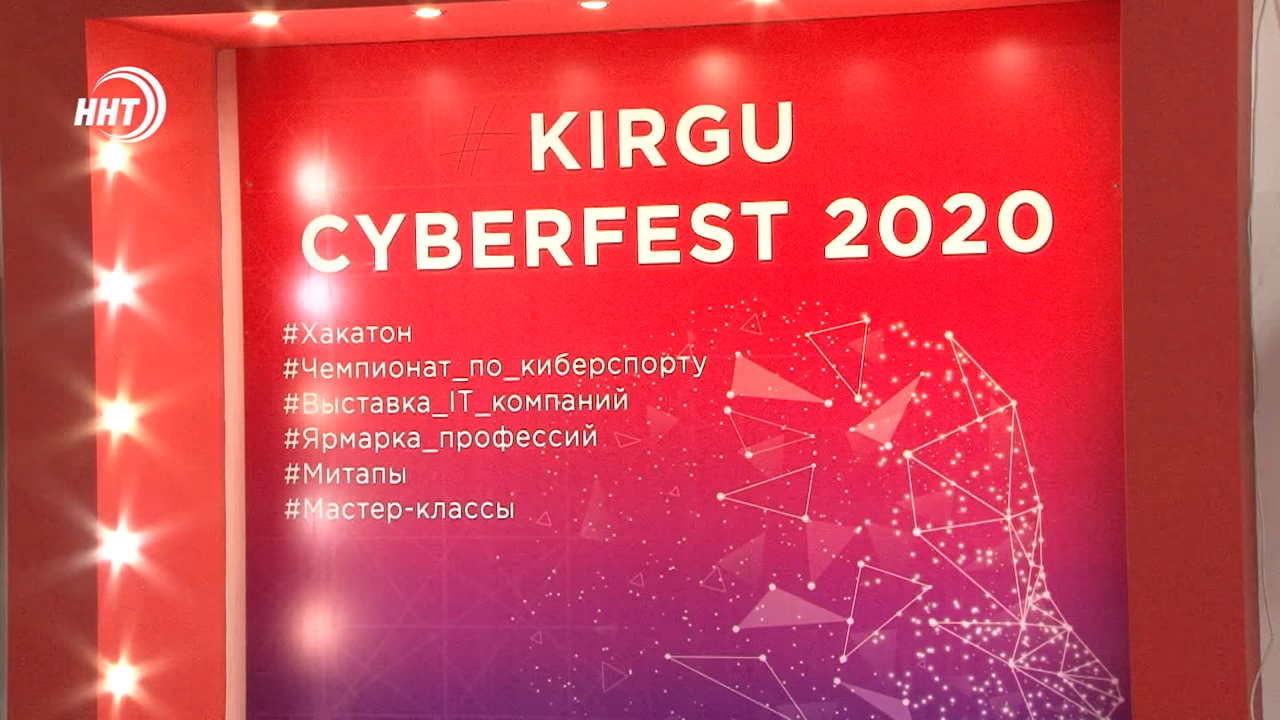 ННТ
# KIRGU
CYBERFEST 2020
#Хакатон
#Чемпионат_по_киберспорту
#Выставка_IT_компаний
#Ярмарка_профессий
#Митапы
#Мастер-классы